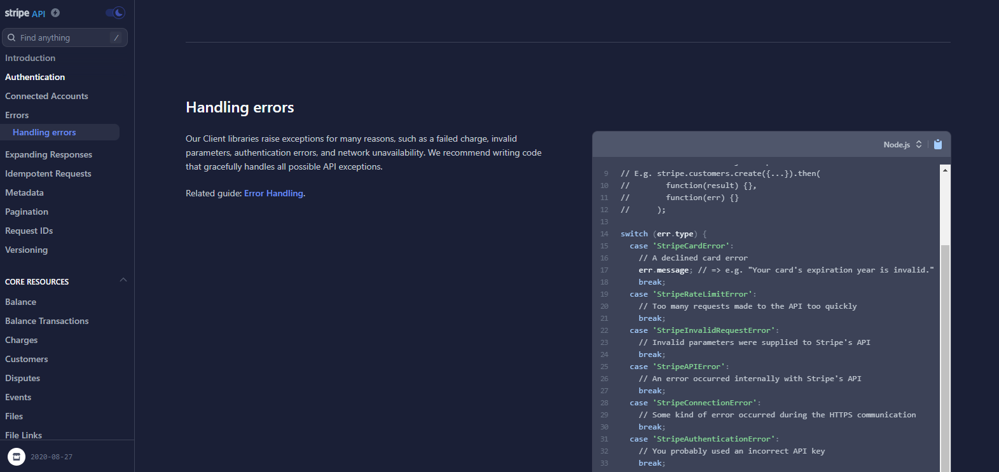 stripe API
Find anything /
Introduction
Authentication
Connected Accounts
Errors
Handling errors
Expanding Responses
Idempotent Requests
Metadata
Pagination
Request IDs
Versioning
CORE RESOURCES
Balance
Balance Transactions
Charges
Customers
Disputes
Events
Files
File Links
2020-08-27
Handling errors
Our Client libraries raise exceptions for many reasons, such as a failed charge, invalid
parameters, authentication errors, and network unavailability. We recommend writing code
that gracefully handles all possible API exceptions.
Related guide: Error Handling.
Node.js
9 // E.g. stripe.customers.create({...}).then(
10 //        function(result) {},
11 //        function(err) {}
12 //      );
13
14 switch (err.type) {
15   case 'StripeCardError':
16     // A declined card error
17     err.message; // => e.g. "Your card's expiration year is invalid."
18     break;
19   case 'StripeRateLimitError':
20     // Too many requests made to the API too quickly
21     break;
22   case 'StripeInvalidRequestError':
23     // Invalid parameters were supplied to Stripe's API
24     break;
25   case 'StripeAPIError':
26     // An error occurred internally with Stripe's API
27     break;
28   case 'StripeConnectionError':
29     // Some kind of error occurred during the HTTPS communication
30     break;
31   case 'StripeAuthenticationError':
32     // You probably used an incorrect API key
33     break;